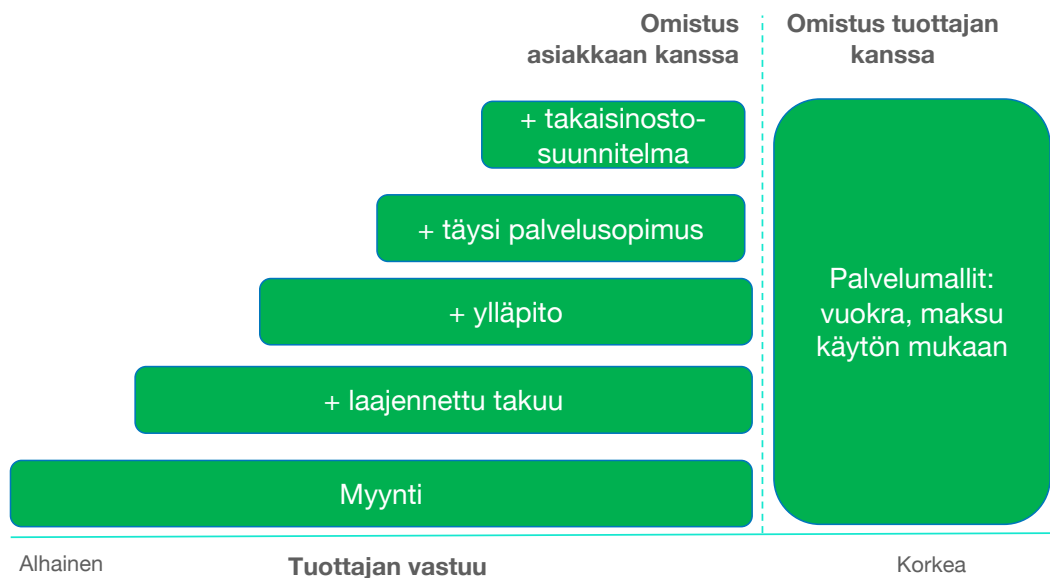 Omistus
asiakkaan kanssa
Omistus tuottajan
kanssa
+ takaisinosto-
suunnitelma
+ täysi palvelusopimus
+ ylläpito
+ laajennettu takuu
Myynti
Palvelumallit:
vuokra, maksu
käytön mukaan
Alhainen
Tuottajan vastuu
Korkea